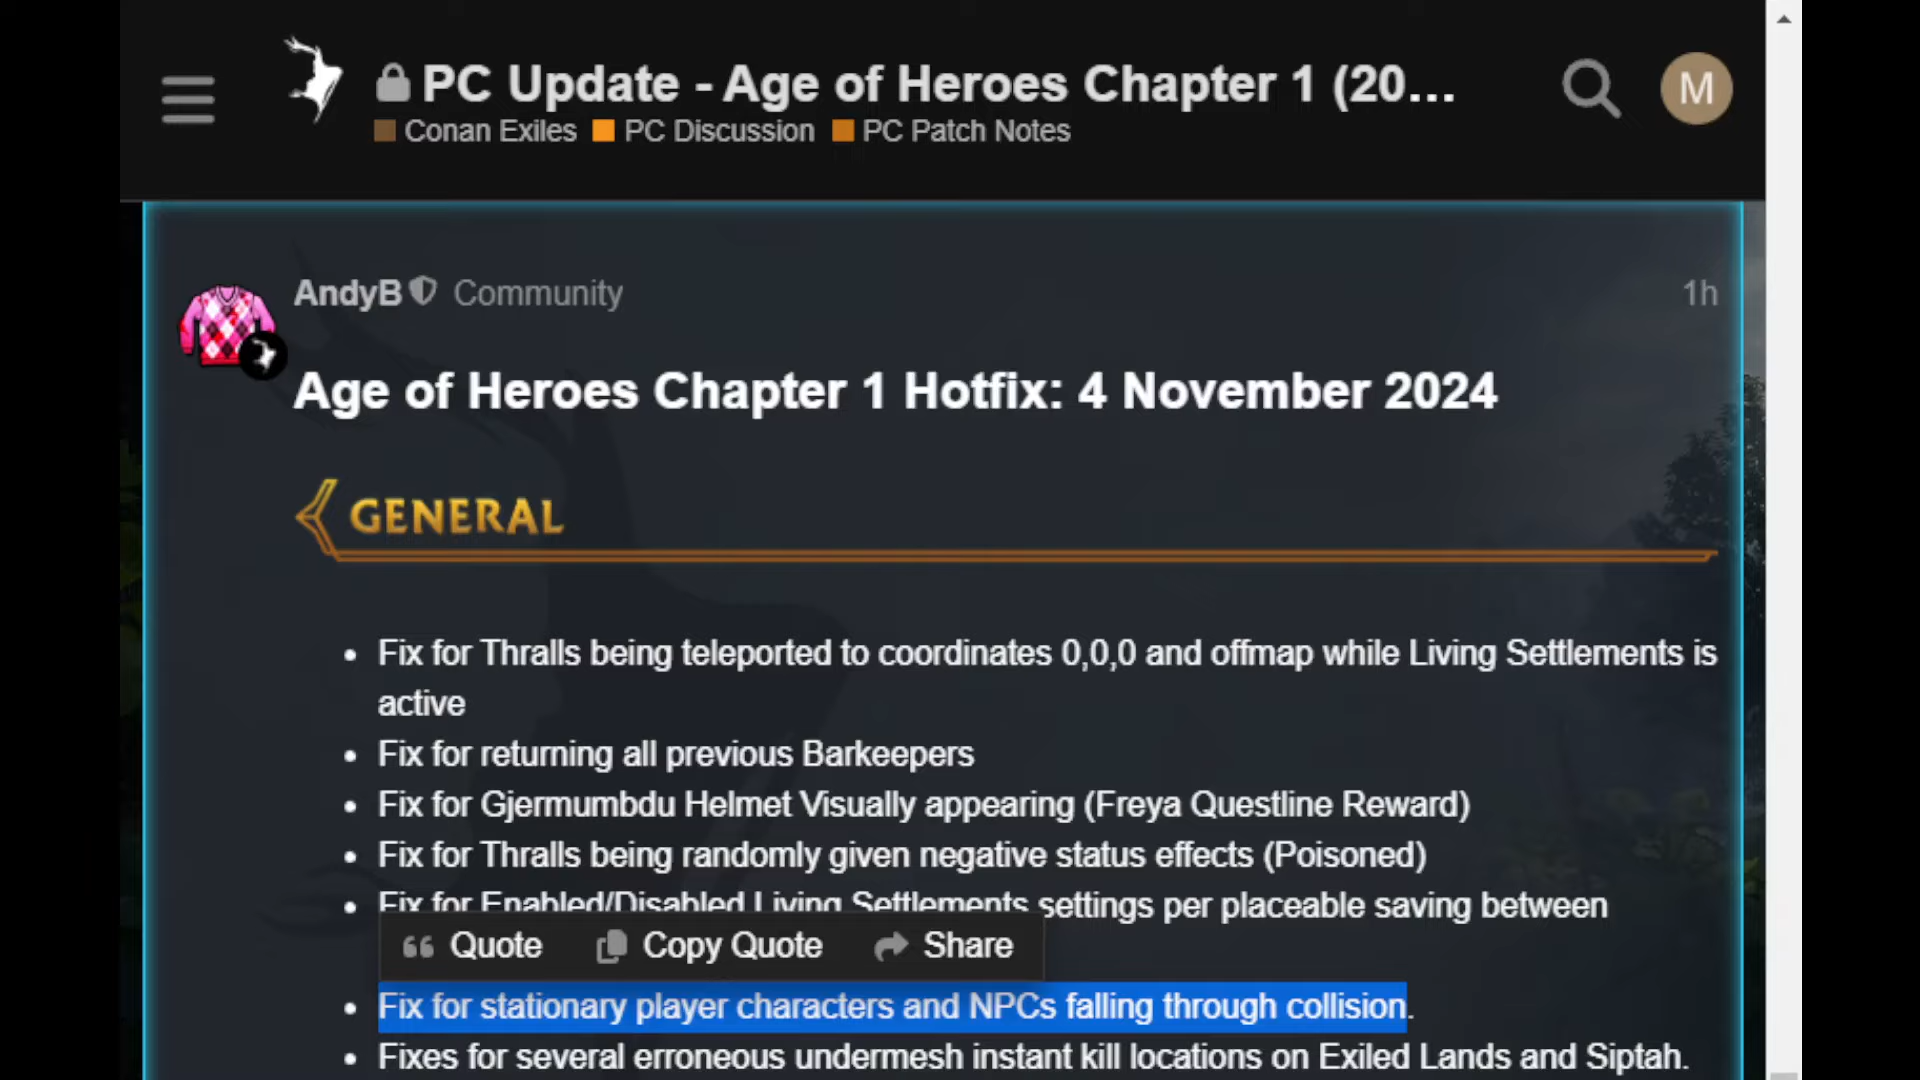 PC Update - Age of Heroes Chapter 1 (20...
Conan Exiles PC Discussion PC Patch Notes
M
AndyB Community 1h
Age of Heroes Chapter 1 Hotfix: 4 November 2024
GENERAL
• Fix for Thralls being teleported to coordinates 0,0,0 and offmap while Living Settlements is
active
• Fix for returning all previous Barkeepers
• Fix for Gjermumbdu Helmet Visually appearing (Freya Questline Reward)
• Fix for Thralls being randomly given negative status effects (Poisoned)
• Fix for Enabled/Disabled Living Settlements settings per placeable saving between
Quote Copy Quote Share
• Fix for stationary player characters and NPCs falling through collision.
• Fixes for several erroneous undermesh instant kill locations on Exiled Lands and Siptah.